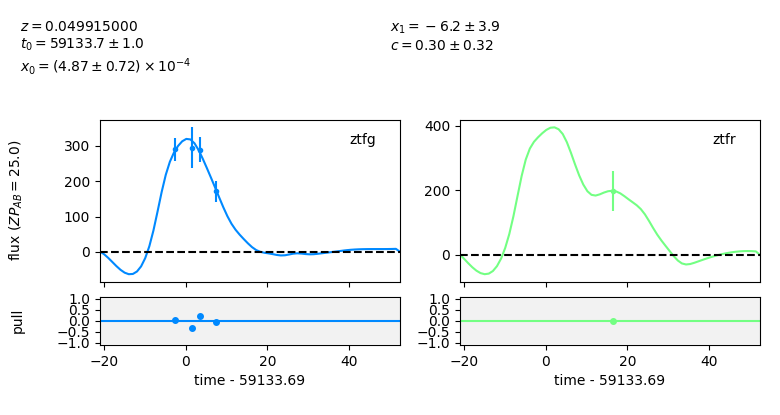 z = 0.049915000
t₀ = 59133.7 ± 1.0
x₀ = (4.87 ± 0.72) × 10⁻⁴
x₁ = −6.2 ± 3.9
c = 0.30 ± 0.32
flux (ZP_AB = 25.0)
300
200
100
0
ztfg
400
200
0
ztfr
pull
1.0
0.5
0.0
−0.5
−1.0
−20 0 20 40
time - 59133.69
1.0
0.5
0.0
−0.5
−1.0
−20 0 20 40
time - 59133.69